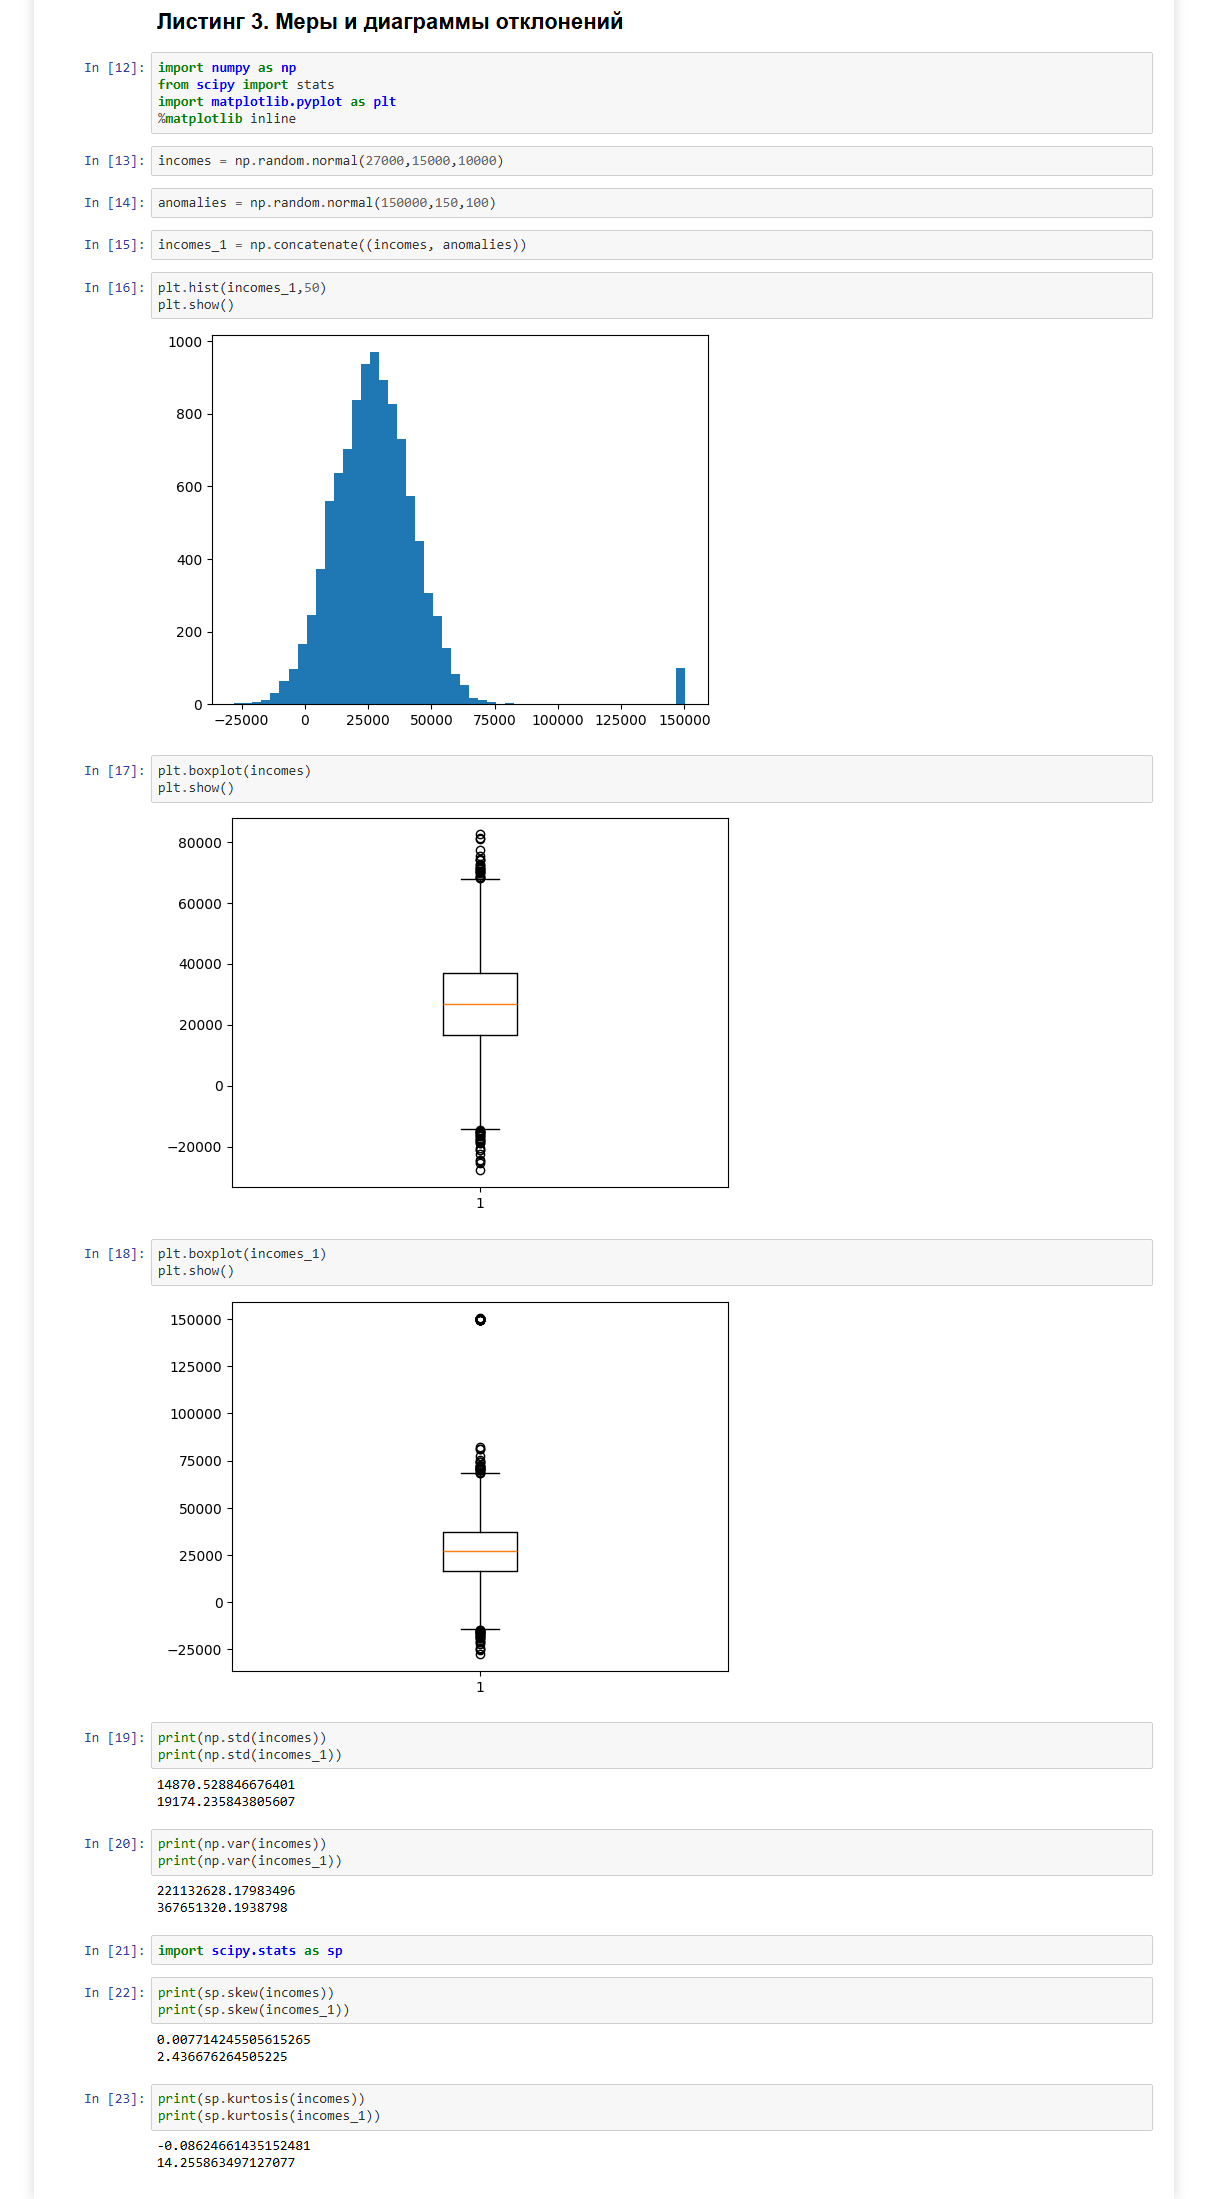 Листинг 3. Меры и диаграммы отклонений
In [12]: import numpy as np
from scipy import stats
import matplotlib.pyplot as plt
%matplotlib inline
In [13]: incomes = np.random.normal(27000,15000,10000)
In [14]: anomalies = np.random.normal(150000,150,100)
In [15]: incomes_1 = np.concatenate((incomes, anomalies))
In [16]: plt.hist(incomes_1,50)
plt.show()
1000
800
600
400
200
0
−25000 0 25000 50000 75000 100000 125000 150000
In [17]: plt.boxplot(incomes)
plt.show()
80000
60000
40000
20000
0
−20000
1
In [18]: plt.boxplot(incomes_1)
plt.show()
150000
125000
100000
75000
50000
25000
0
−25000
1
In [19]: print(np.std(incomes))
print(np.std(incomes_1))
14870.528846676401
19174.235843805607
In [20]: print(np.var(incomes))
print(np.var(incomes_1))
221132628.17983496
367651320.1938798
In [21]: import scipy.stats as sp
In [22]: print(sp.skew(incomes))
print(sp.skew(incomes_1))
0.007714245505615265
2.436676264505225
In [23]: print(sp.kurtosis(incomes))
print(sp.kurtosis(incomes_1))
-0.08624661435152481
14.255863497127077